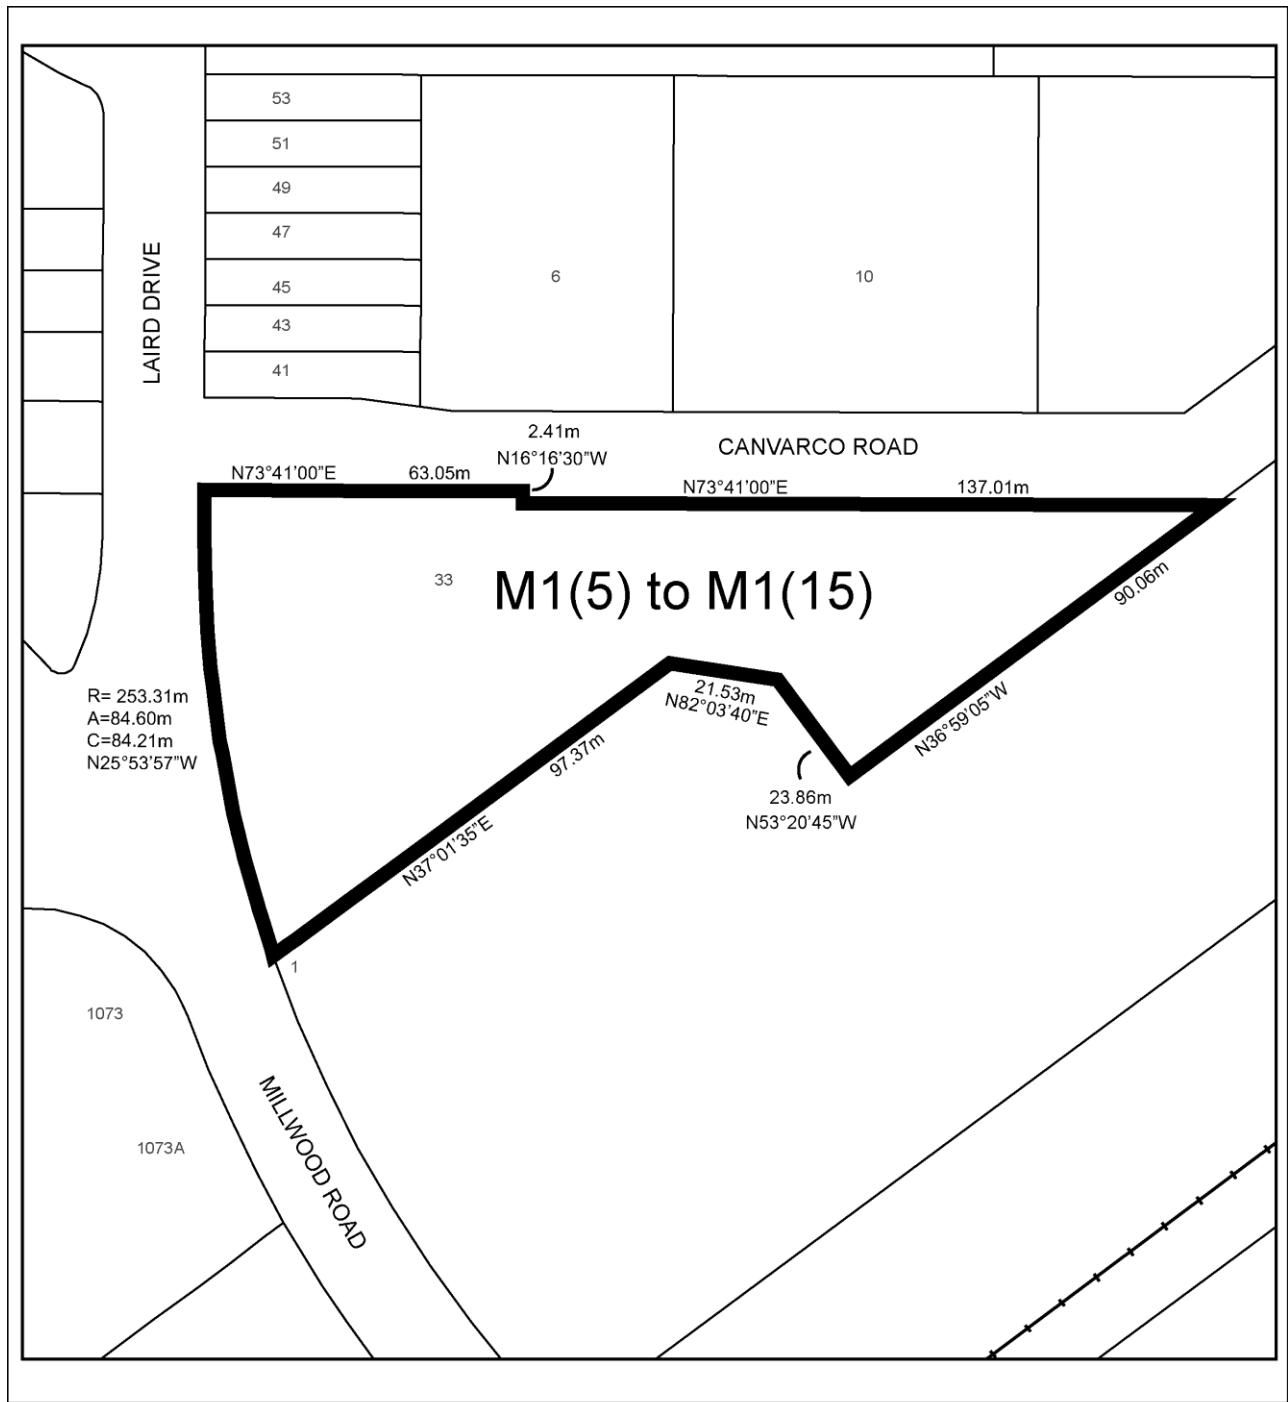 53
51
49
47
45
43
41
6
10
LAIRD DRIVE
2.41m
N16°16’30”W
CANVARCO ROAD
N73°41’00”E 63.05m
N73°41’00”E 137.01m
33
M1(5) to M1(15)
90.06m
N36°59’05”W
21.53m
N82°03’40”E
R= 253.31m
A=84.60m
C=84.21m
N25°53’57”W
97.37m
N37°01’35”E
23.86m
N53°20’45”W
1
1073
1073A
MILLWOOD ROAD